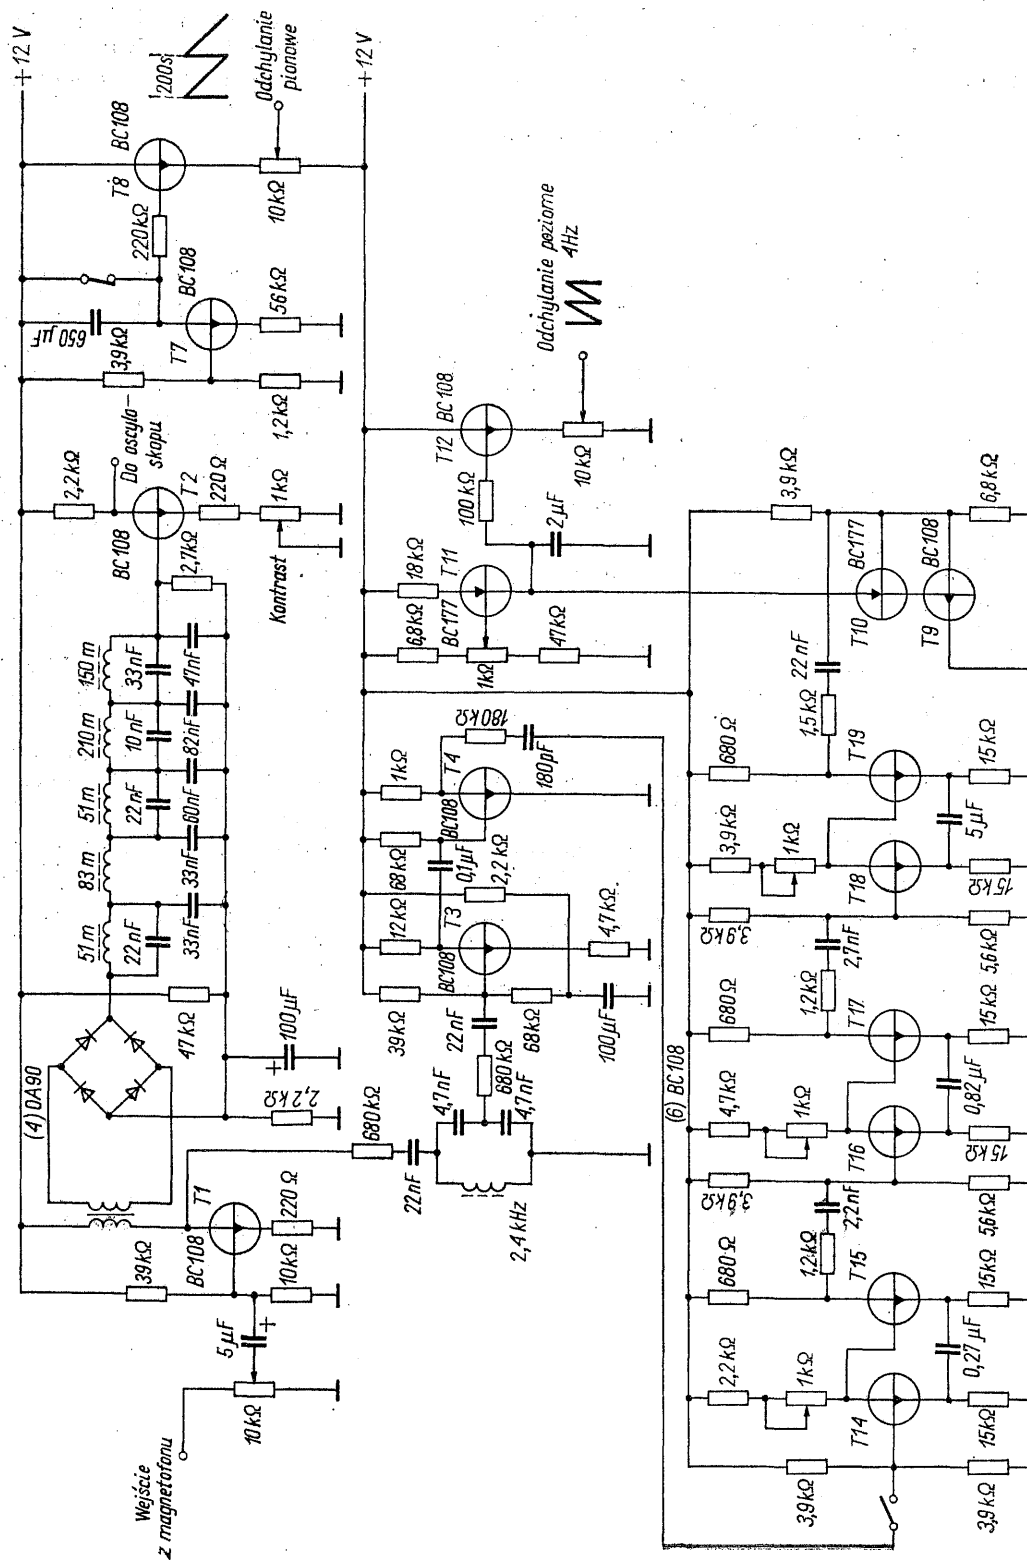 Wejście
z magnetofonu
10kΩ
5µF
+
39kΩ
BC108
T1
10kΩ
220Ω
(4) OA90
2,2kΩ
47kΩ
+
100µF
51m
83m
51m
210m
150m
22nF
22nF
10nF
33nF
33nF
33nF
60nF
82nF
47nF
2,7kΩ
BC108
T2
2,2kΩ
Do oscylo-
skopu
220Ω
1kΩ
Kontrast
650µF
3,9kΩ
T7
BC108
1,2kΩ
56kΩ
220kΩ
T8
BC108
10kΩ
200s
Odchylanie
pionowe
+12V
680kΩ
22nF
2,4kHz
4,7nF
4,7nF
680kΩ
22nF
39kΩ
12kΩ
BC108
T3
68kΩ
100µF
4,7kΩ
2,2kΩ
0,1µF
68kΩ
BC108
T4
1kΩ
180kΩ
180pF
6,8kΩ
18kΩ
BC177
T11
1kΩ
47kΩ
2µF
100kΩ
T12
BC108
10kΩ
Odchylanie poziome
4Hz
+12V
(6) BC108
3,9kΩ
3,9kΩ
2,2kΩ
1kΩ
T14
15kΩ
0,27µF
680Ω
T15
15kΩ
1,2kΩ
2,2nF
3,9kΩ
5,6kΩ
4,7kΩ
1kΩ
T16
15kΩ
0,82µF
680Ω
T17
15kΩ
1,2kΩ
2,7nF
3,9kΩ
5,6kΩ
3,9kΩ
1kΩ
T18
15kΩ
5µF
680Ω
T19
15kΩ
1,5kΩ
22nF
T10
BC177
T9
BC108
3,9kΩ
6,8kΩ